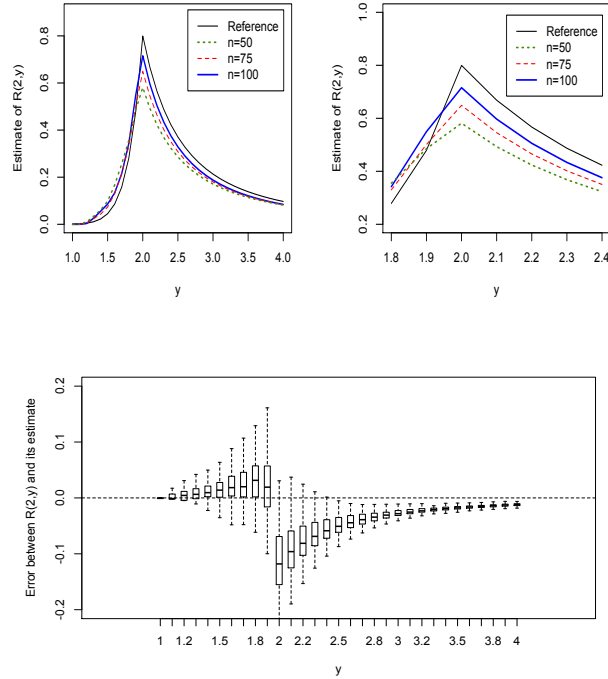 Estimate of R(2,y)
0.0 0.2 0.4 0.6 0.8
Reference
n=50
n=75
n=100
1.0 1.5 2.0 2.5 3.0 3.5 4.0
y
Estimate of R(2,y)
0.2 0.4 0.6 0.8 1.0
Reference
n=50
n=75
n=100
1.8 1.9 2.0 2.1 2.2 2.3 2.4
y
Error between R(2,y) and its estimate
-0.2 -0.1 0.0 0.1 0.2
1 1.2 1.5 1.8 2 2.2 2.5 2.8 3 3.2 3.5 3.8 4
y